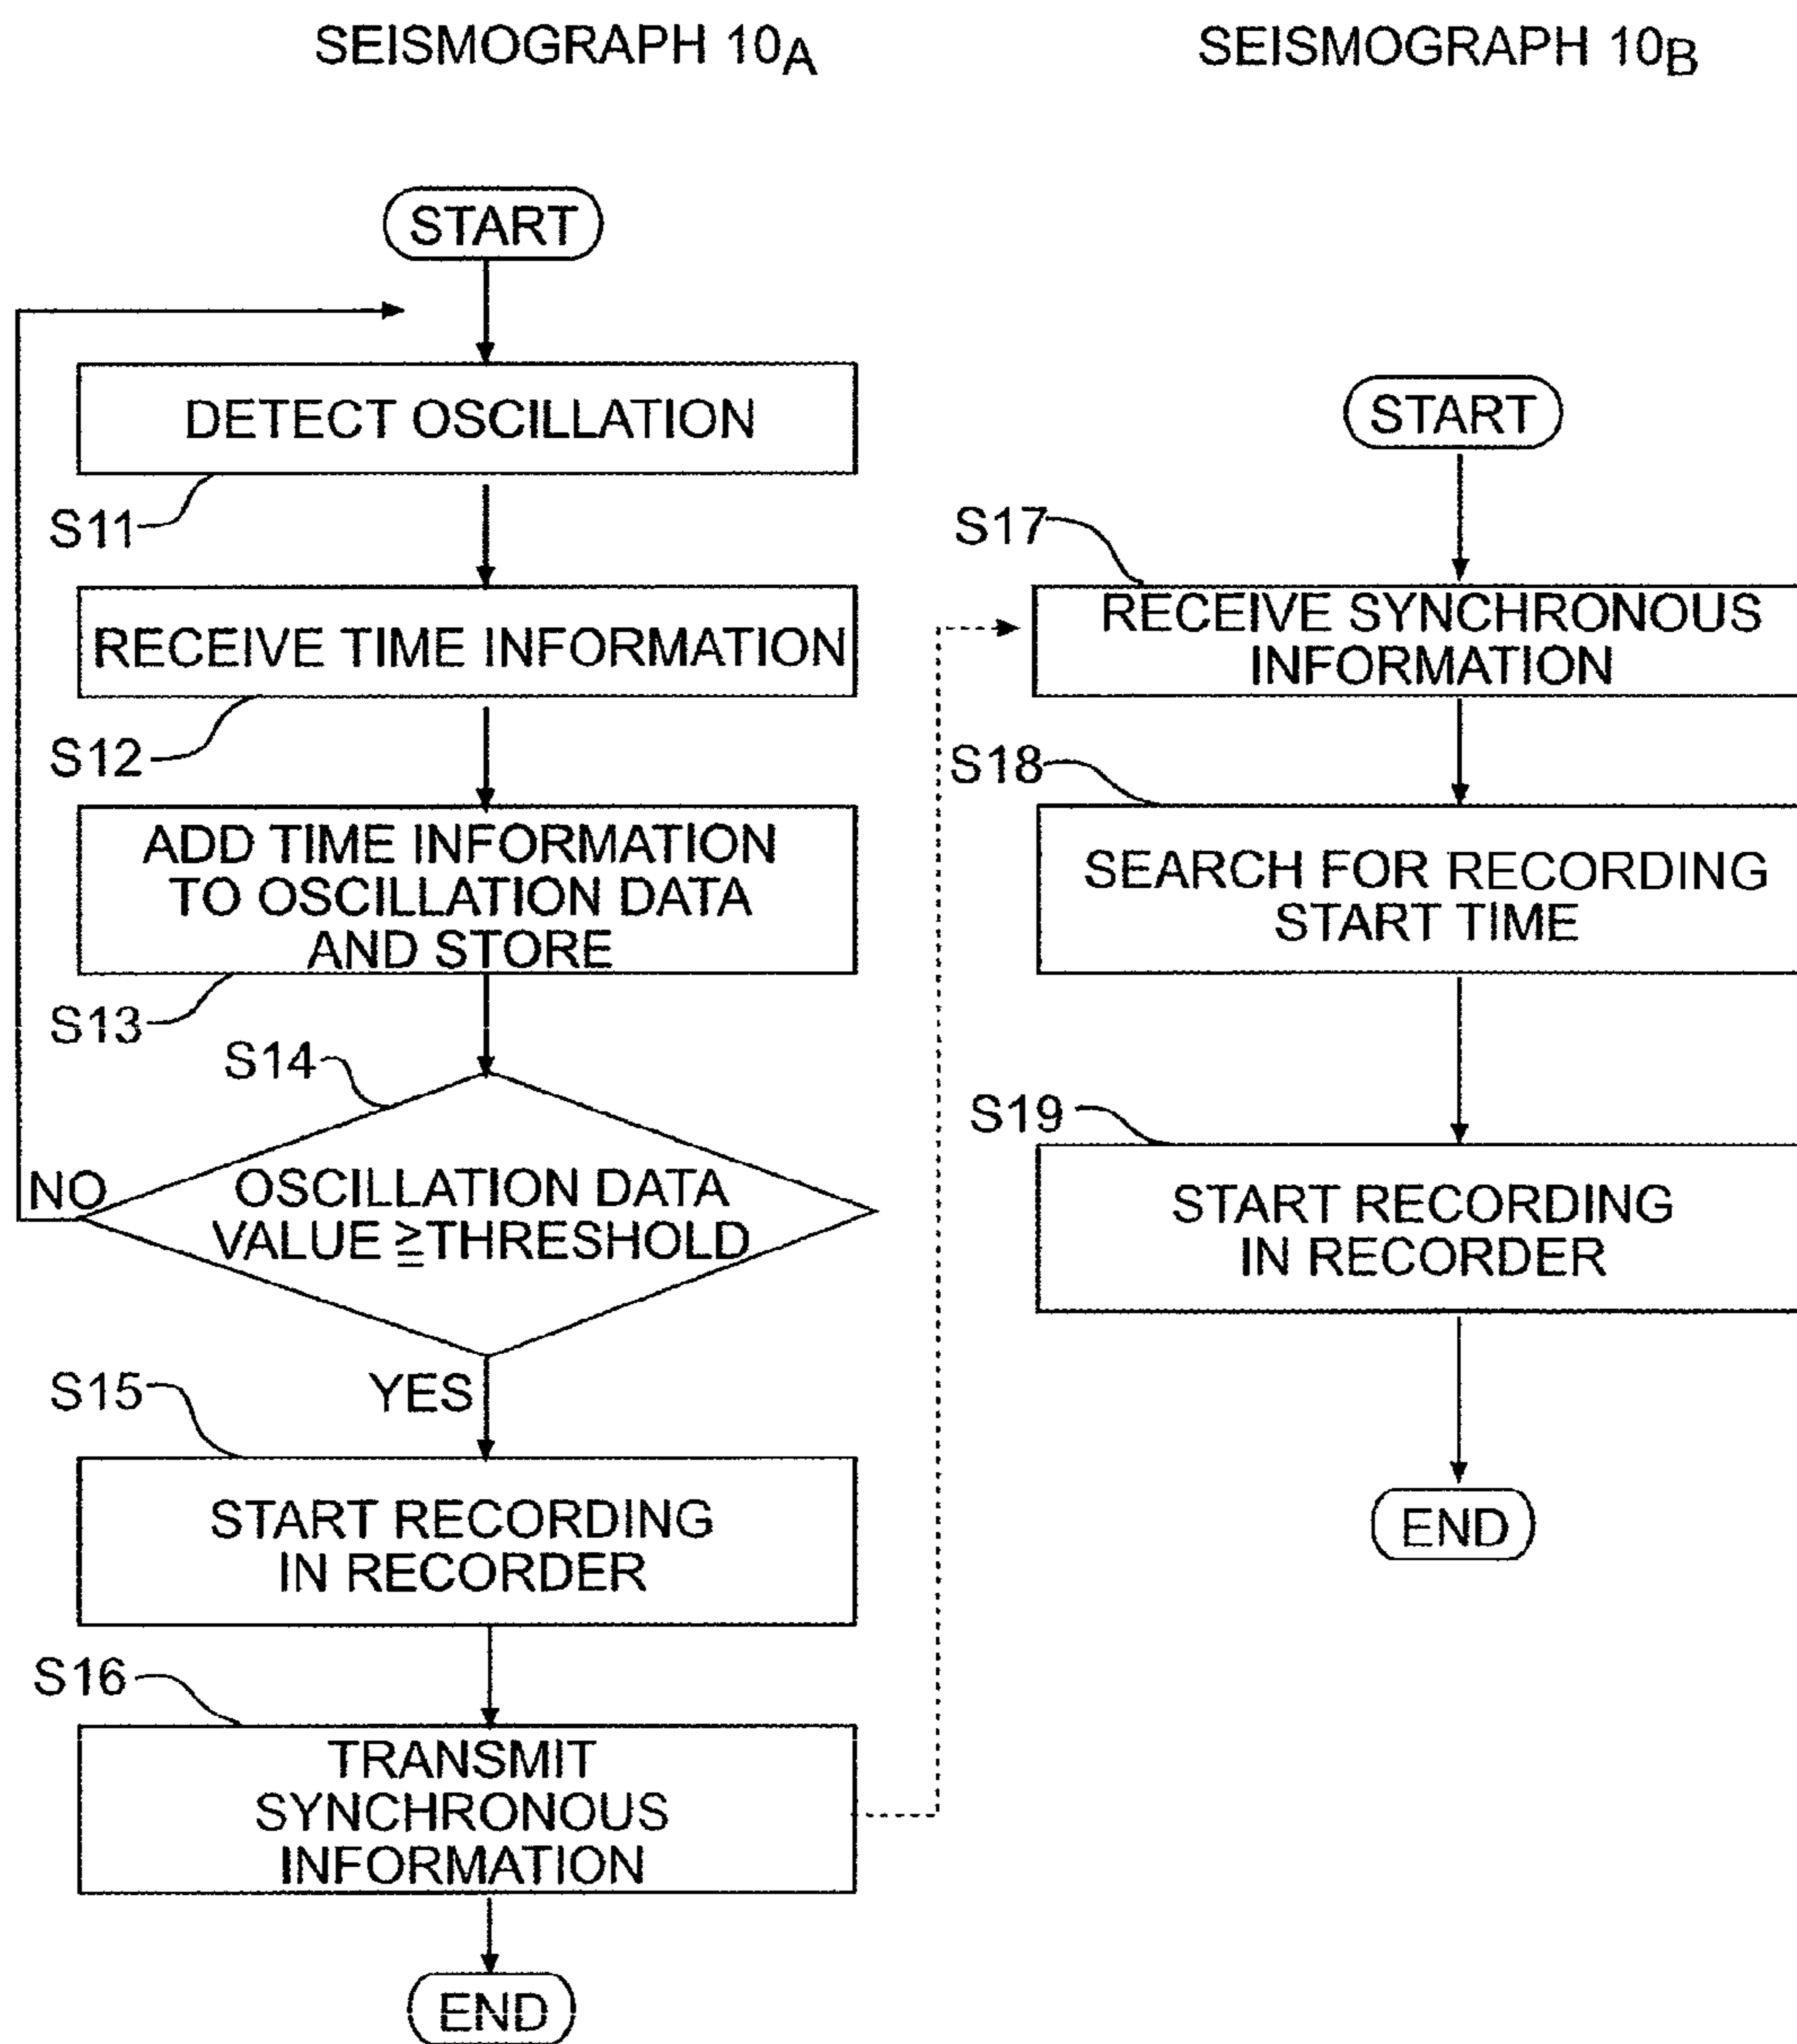 SEISMOGRAPH 10A
START
DETECT OSCILLATION
S11
RECEIVE TIME INFORMATION
S12
ADD TIME INFORMATION
TO OSCILLATION DATA
AND STORE
S13
S14
NO
OSCILLATION DATA
VALUE ≧THRESHOLD
YES
S15
START RECORDING
IN RECORDER
S16
TRANSMIT
SYNCHRONOUS
INFORMATION
END
SEISMOGRAPH 10B
START
S17
RECEIVE SYNCHRONOUS
INFORMATION
S18
SEARCH FOR RECORDING
START TIME
S19
START RECORDING
IN RECORDER
END